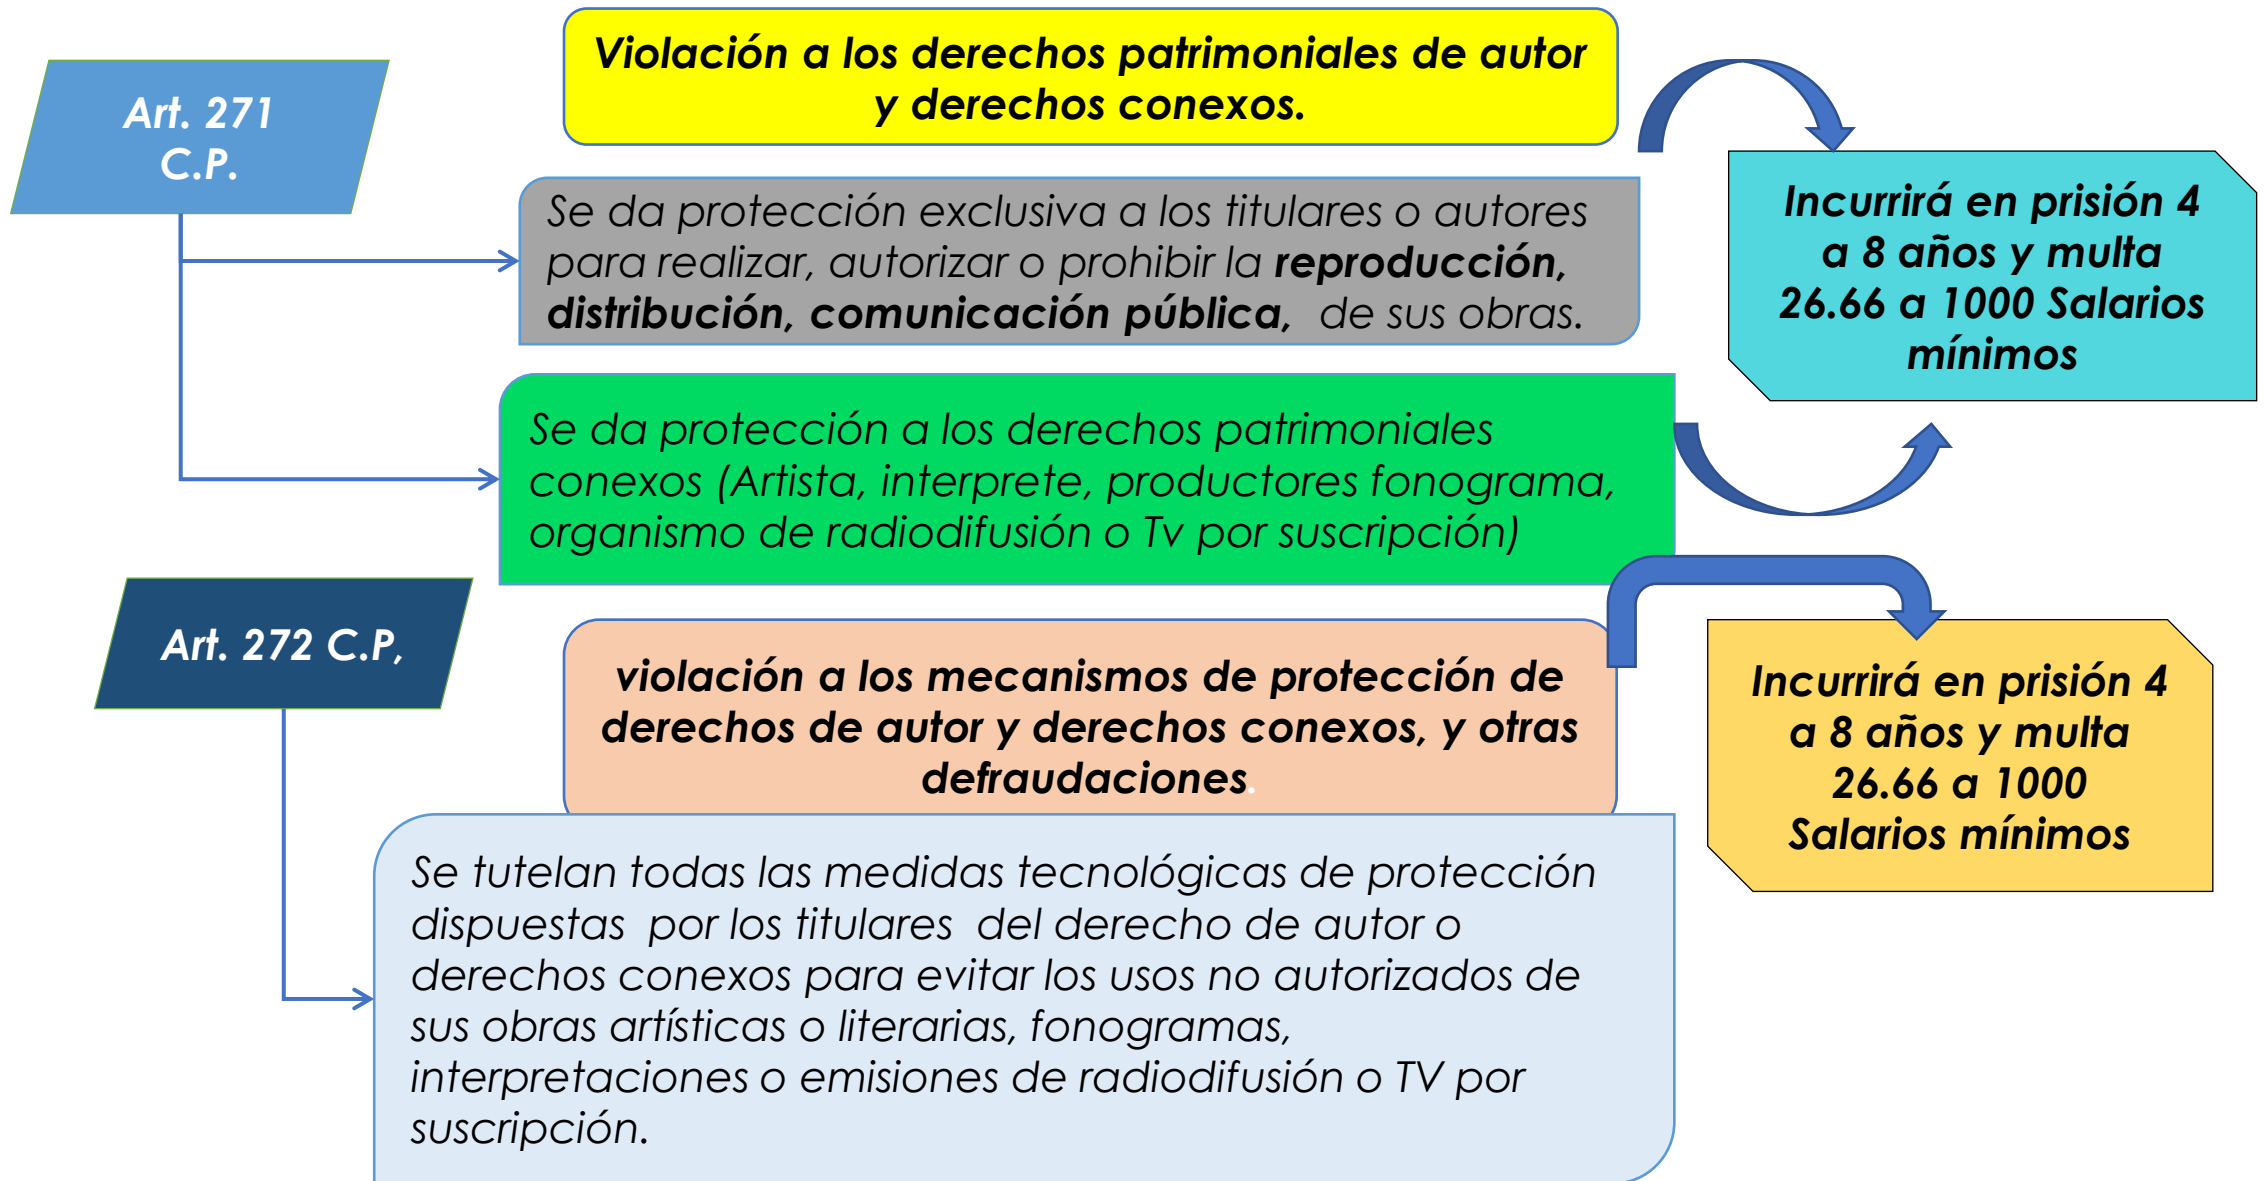 Violación a los derechos patrimoniales de autor
y derechos conexos.
Art. 271
C.P.
Se da protección exclusiva a los titulares o autores
para realizar, autorizar o prohibir la reproducción,
distribución, comunicación pública, de sus obras.
Incurrirá en prisión 4
a 8 años y multa
26.66 a 1000 Salarios
mínimos
Se da protección a los derechos patrimoniales
conexos (Artista, interprete, productores fonograma,
organismo de radiodifusión o Tv por suscripción)
Art. 272 C.P,
violación a los mecanismos de protección de
derechos de autor y derechos conexos, y otras
defraudaciones.
Incurrirá en prisión 4
a 8 años y multa
26.66 a 1000
Salarios mínimos
Se tutelan todas las medidas tecnológicas de protección
dispuestas por los titulares del derecho de autor o
derechos conexos para evitar los usos no autorizados de
sus obras artísticas o literarias, fonogramas,
interpretaciones o emisiones de radiodifusión o TV por
suscripción.